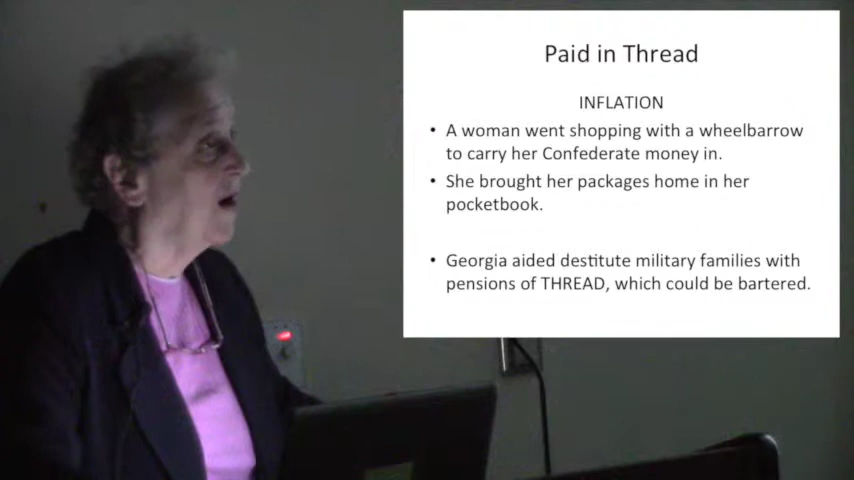 Paid in Thread
INFLATION
• A woman went shopping with a wheelbarrow
to carry her Confederate money in.
• She brought her packages home in her
pocketbook.
• Georgia aided destitute military families with
pensions of THREAD, which could be bartered.